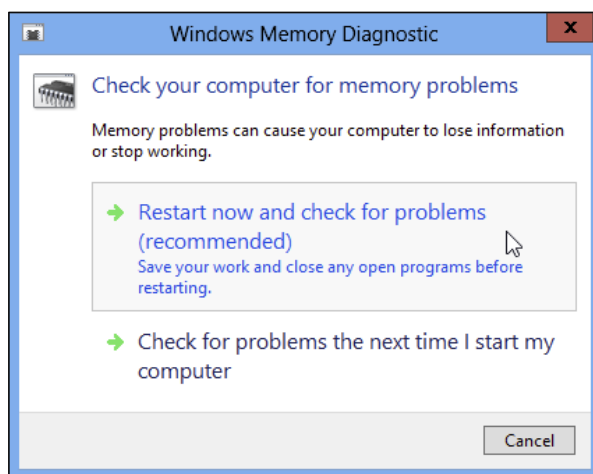 Windows Memory Diagnostic
x
Check your computer for memory problems
Memory problems can cause your computer to lose information
or stop working.
Restart now and check for problems
(recommended)
Save your work and close any open programs before
restarting.
Check for problems the next time I start my
computer
Cancel